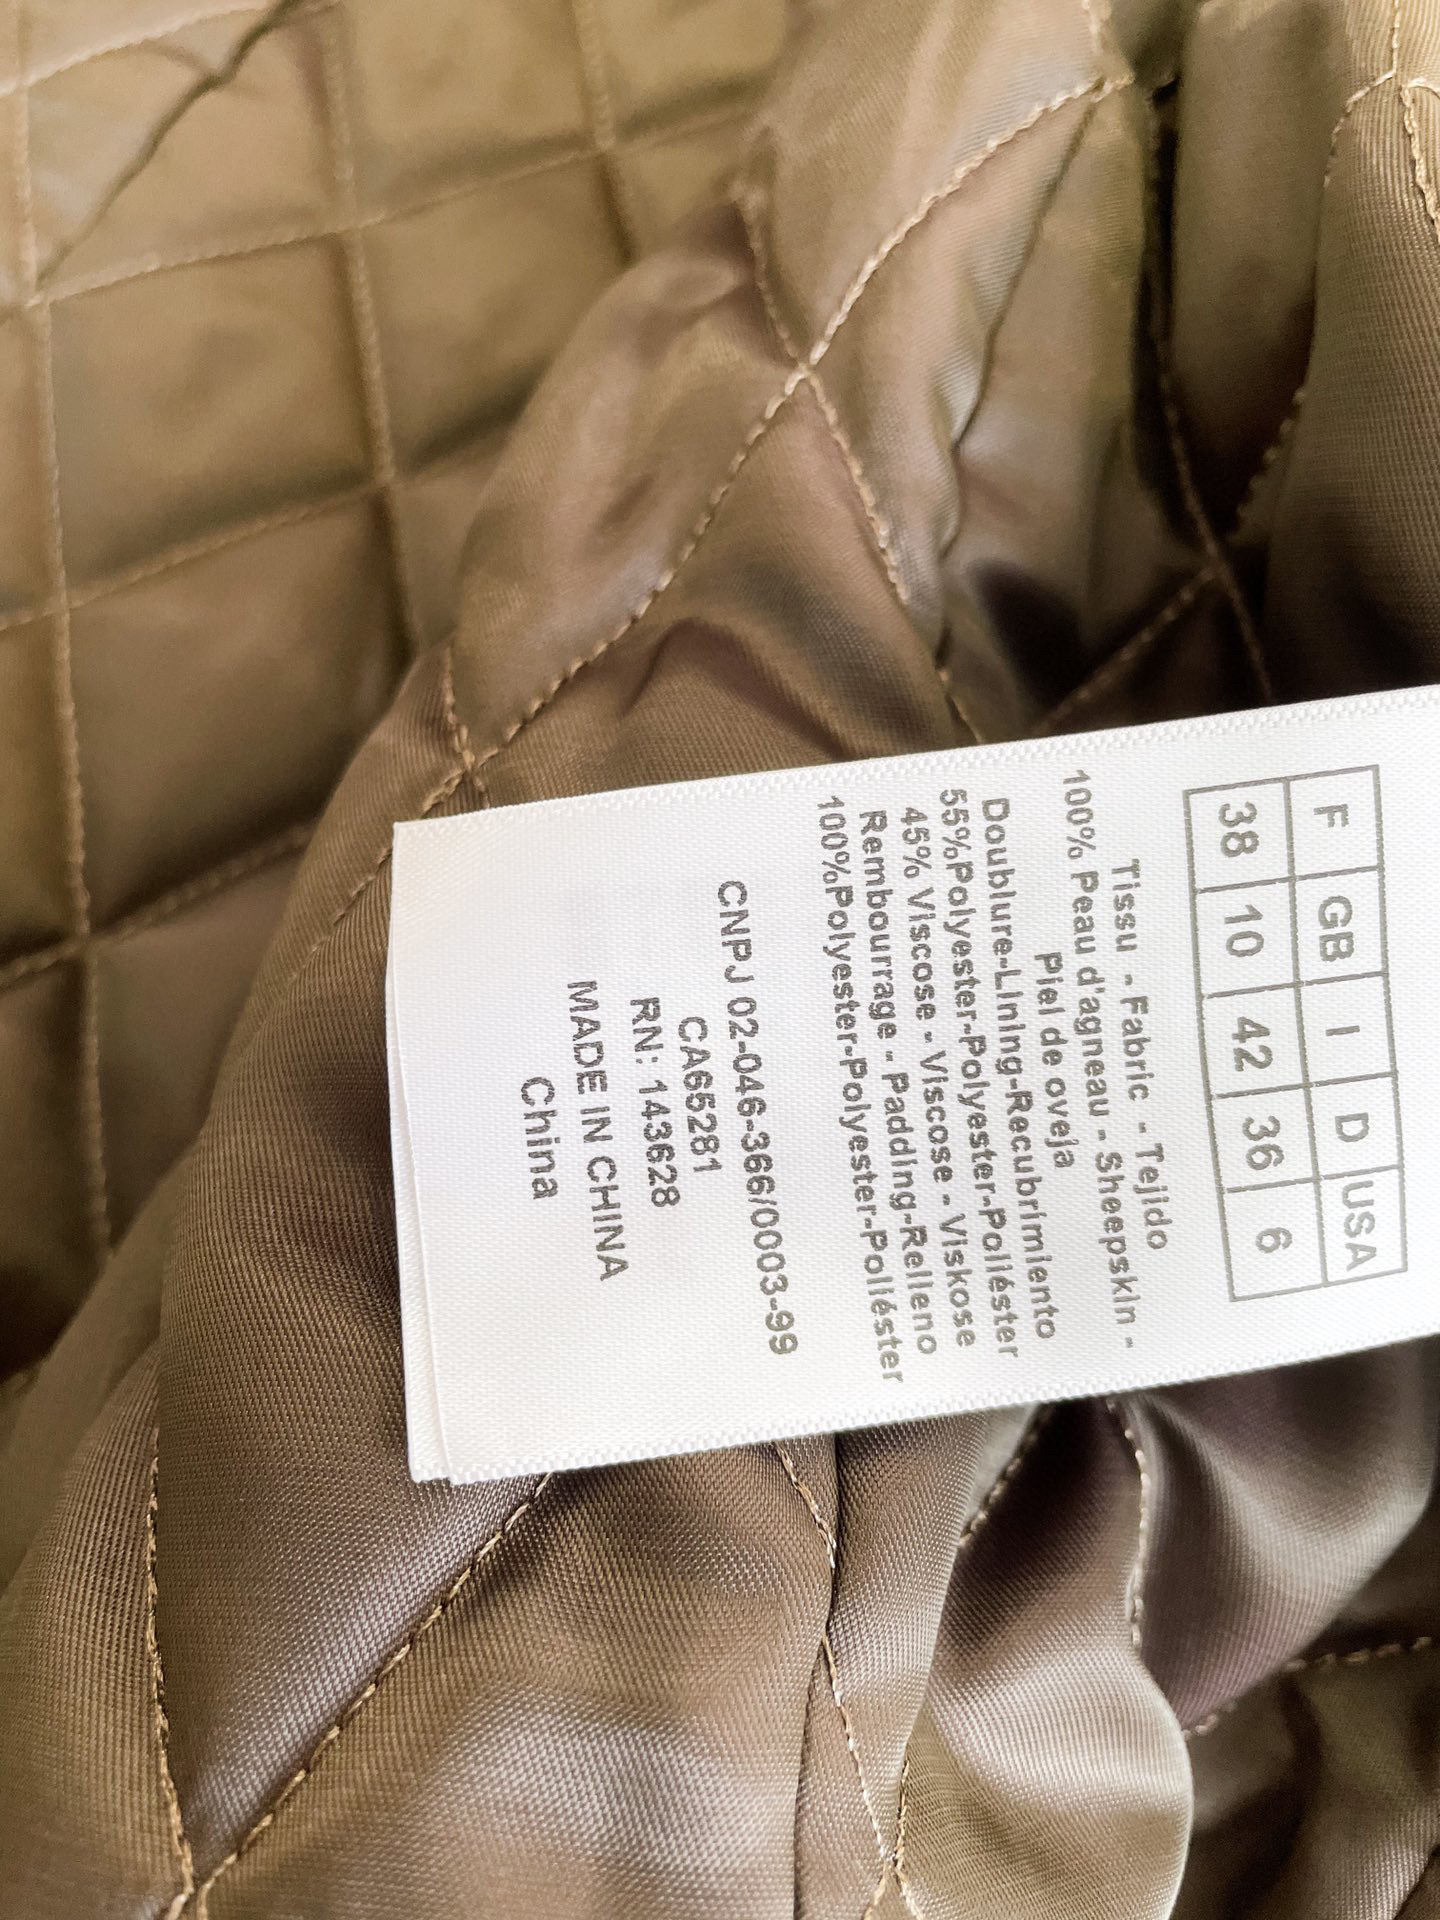 F GB I D USA
38 10 42 36 6
Tissu - Fabric - Tejido
100% Peau d'agneau - Sheepskin -
Piel de oveja
Doublure-Lining-Recubrimiento
55%Polyester-Polyester-Poliéster
45% Viscose - Viscose - Viskose
Rembourrage - Padding-Relleno
100%Polyester-Polyester-Poliéster
CNPJ 02-046-366/0003-99
CA65281
RN: 143628
MADE IN CHINA
China